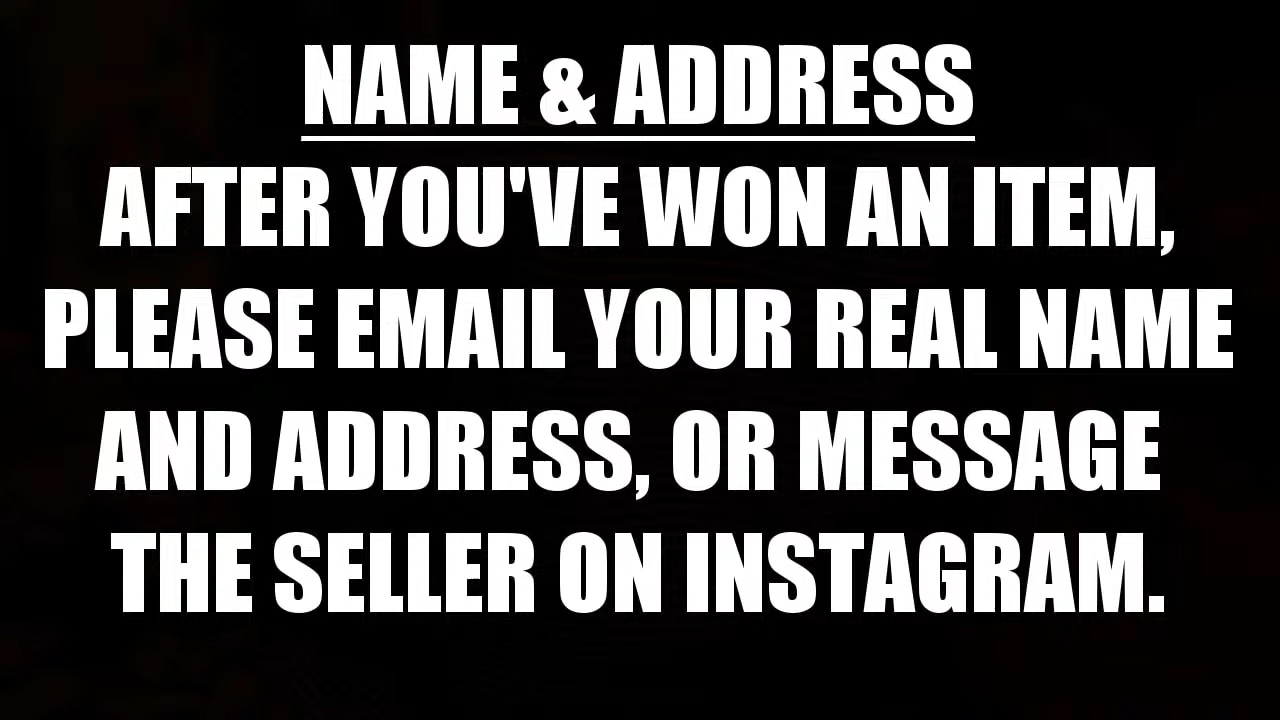 NAME & ADDRESS
AFTER YOU'VE WON AN ITEM,
PLEASE EMAIL YOUR REAL NAME
AND ADDRESS, OR MESSAGE
THE SELLER ON INSTAGRAM.